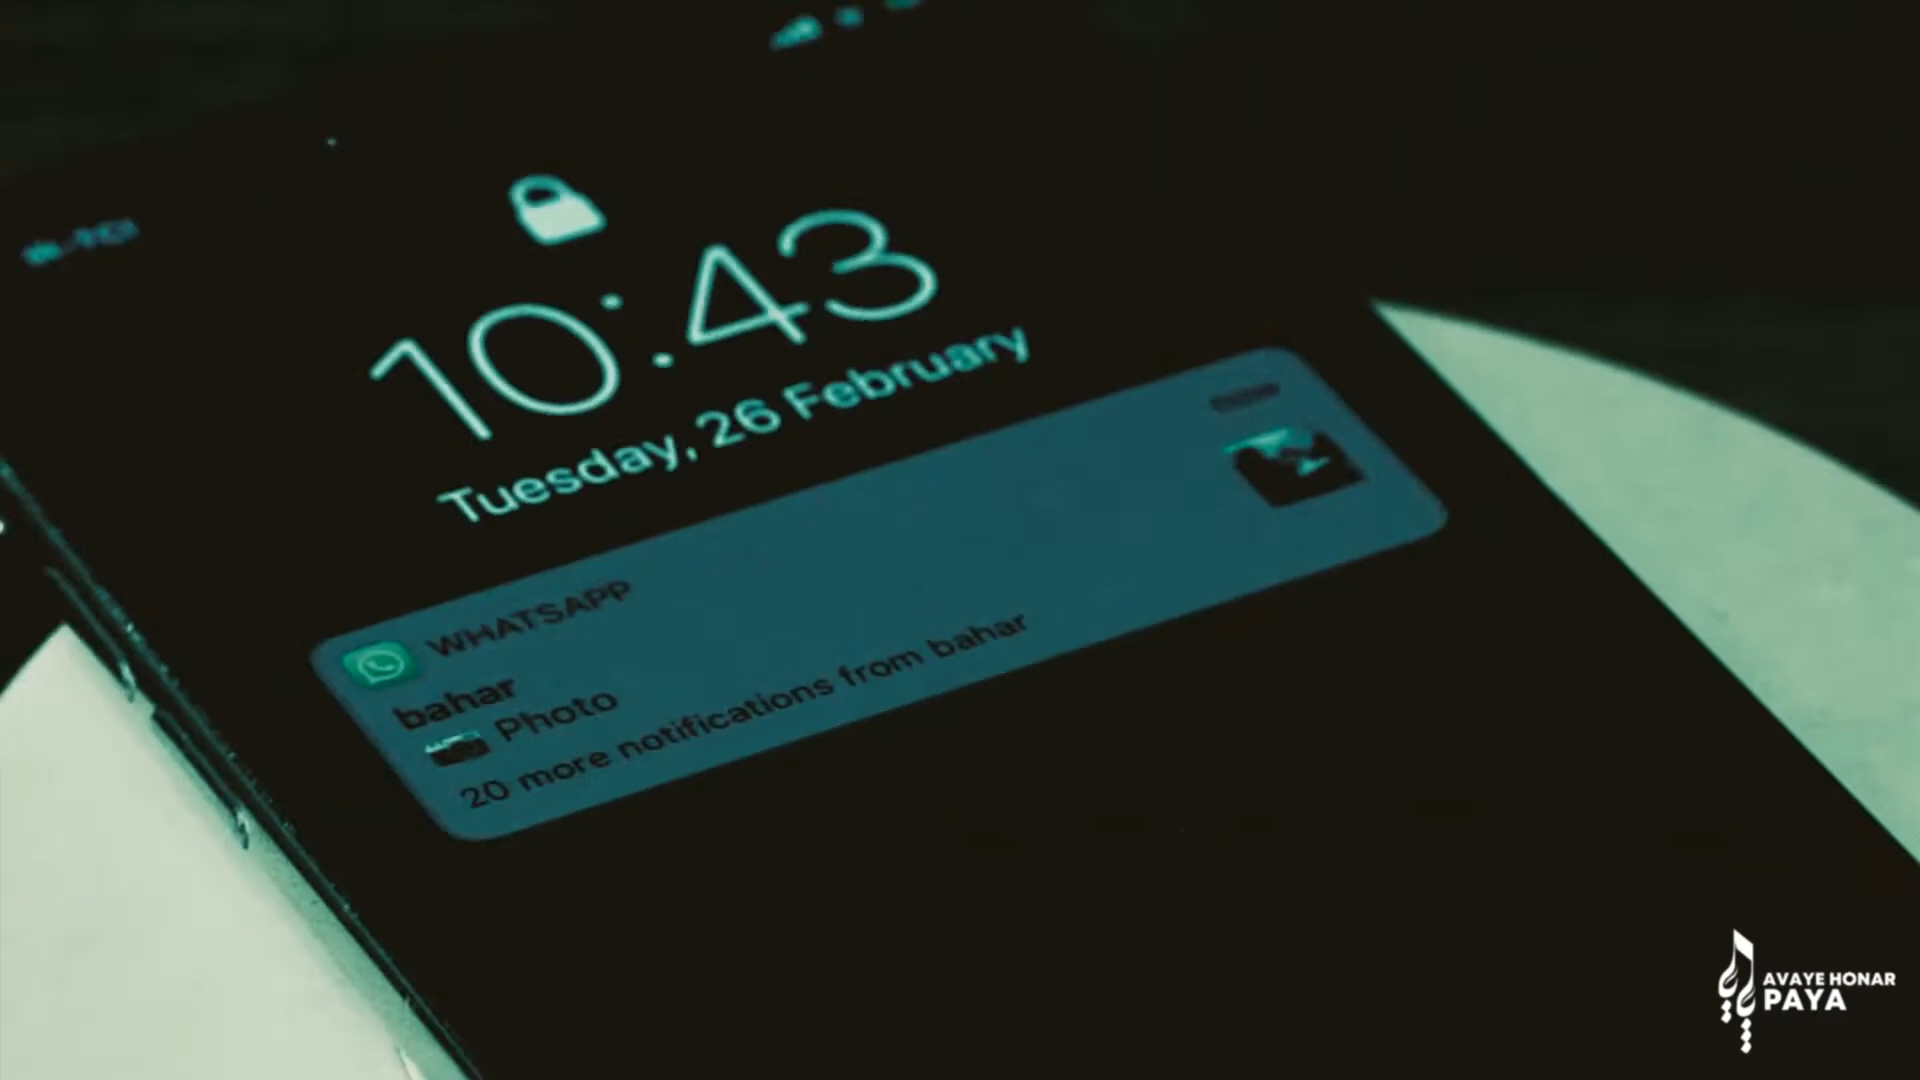 10:43
Tuesday, 26 February
WHATSAPP
bahar
Photo
20 more notifications from bahar
AVAYE HONAR
PAYA